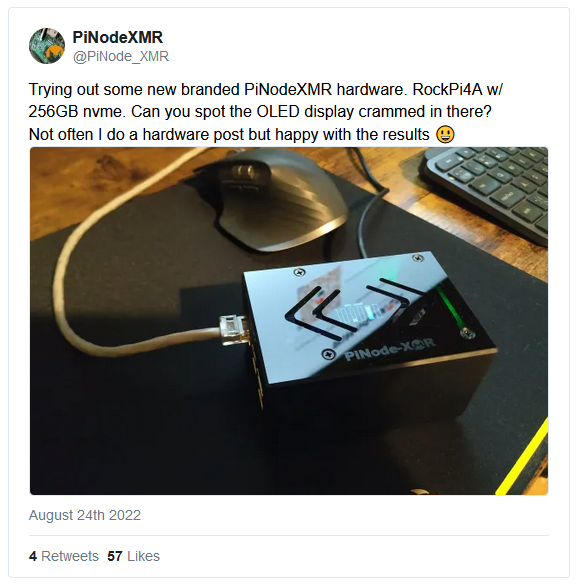 PiNodeXMR
@PiNode_XMR
Trying out some new branded PiNodeXMR hardware. RockPi4A w/
256GB nvme. Can you spot the OLED display crammed in there?
Not often I do a hardware post but happy with the results 😃
PiNode-XMR
August 24th 2022
4 Retweets 57 Likes